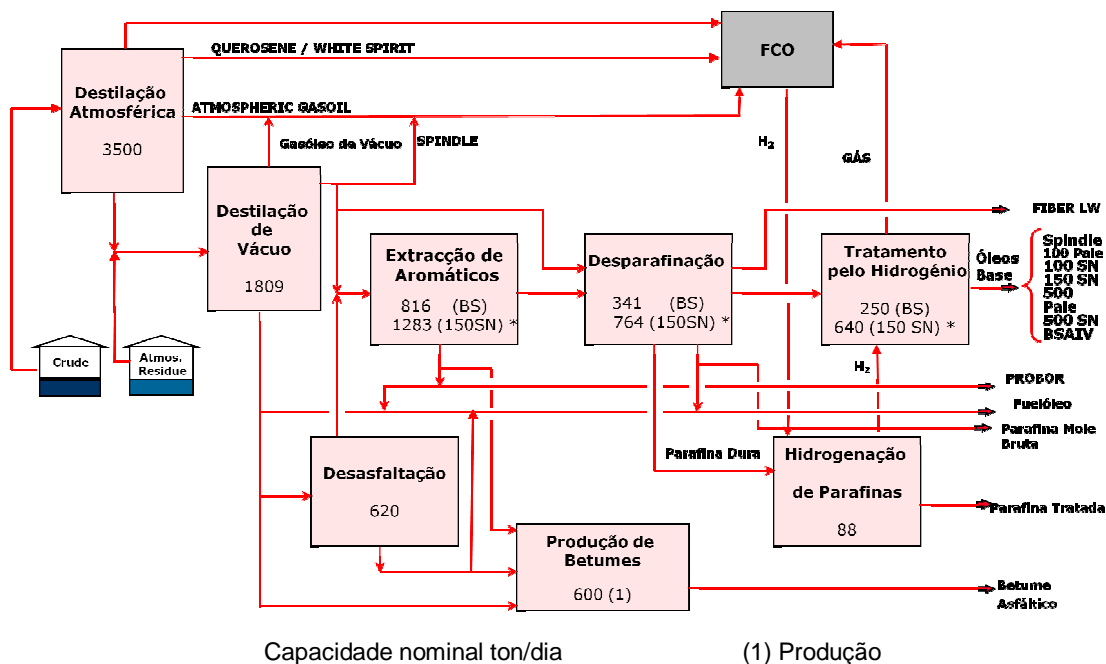 FCO
QUEROSENE / WHITE SPIRIT
Destilação
Atmosférica
3500
ATMOSPHERIC GASOIL
Gasóleo de Vácuo
SPINDLE
H2
GÁS
Destilação
de
Vácuo
1809
FIBER LW
Extracção de
Aromáticos
816 (BS)
1283 (150SN) *
Desparafinação
341 (BS)
764 (150SN) *
Tratamento
pelo Hidrogénio
250 (BS)
640 (150 SN) *
Óleos
Base
Spindle
100 Pale
100 SN
150 SN
500
Pale
500 SN
BSAIV
Crude
Atmos.
Residue
H2
PROBOR
Fuelóleo
Parafina Mole
Bruta
Parafina Dura
Desasfaltação
620
Hidrogenação
de Parafinas
88
Parafina Tratada
Produção de
Betumes
600 (1)
Betume
Asfáltico
Capacidade nominal ton/dia
(1) Produção